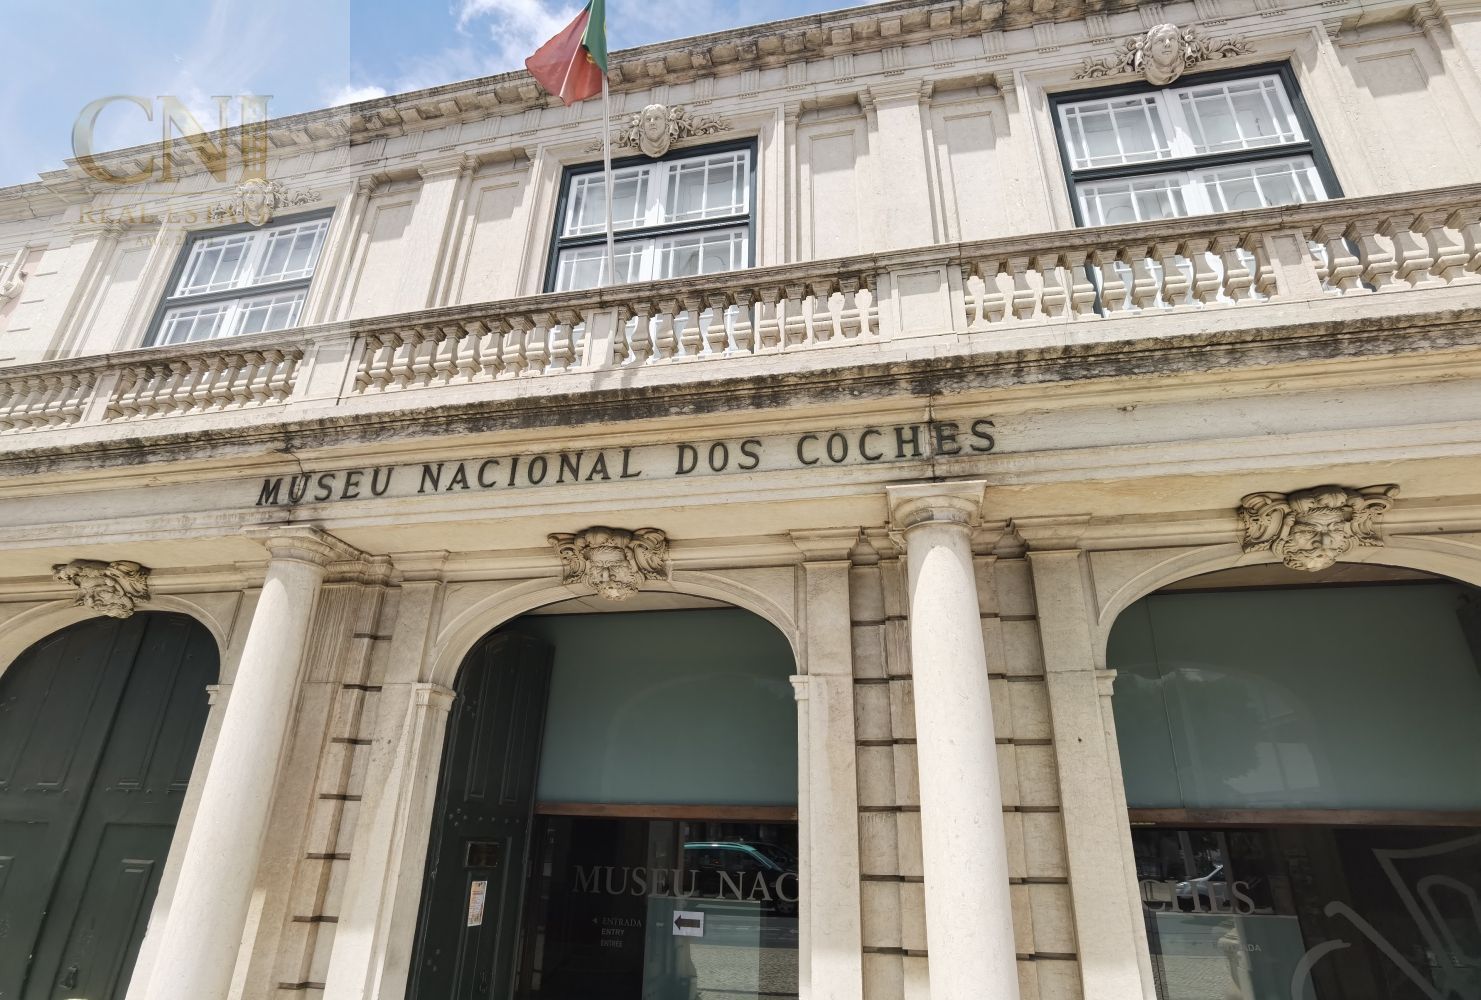 CNI
REAL ESTATE
MUSEU NACIONAL DOS COCHES
MUSEU NAC
CHES
ENTRADA
ENTRY
ENTRÉE